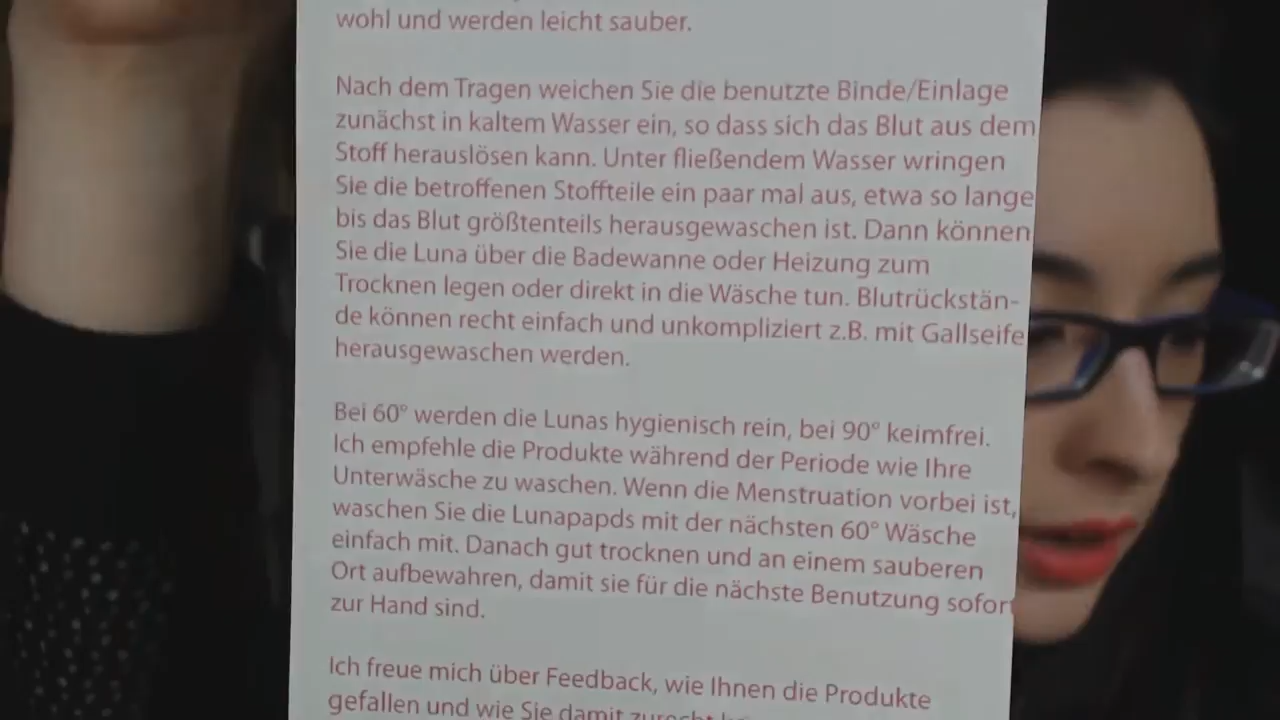 wohl und werden leicht sauber.
Nach dem Tragen weichen Sie die benutzte Binde/Einlage
zunächst in kaltem Wasser ein, so dass sich das Blut aus dem
Stoff herauslösen kann. Unter fließendem Wasser wringen
Sie die betroffenen Stoffteile ein paar mal aus, etwa so lange
bis das Blut größtenteils herausgewaschen ist. Dann können
Sie die Luna über die Badewanne oder Heizung zum
Trocknen legen oder direkt in die Wäsche tun. Blutrückstän-
de können recht einfach und unkompliziert z.B. mit Gallseife
herausgewaschen werden.
Bei 60° werden die Lunas hygienisch rein, bei 90° keimfrei.
Ich empfehle die Produkte während der Periode wie Ihre
Unterwäsche zu waschen. Wenn die Menstruation vorbei ist,
waschen Sie die Lunapapds mit der nächsten 60° Wäsche
einfach mit. Danach gut trocknen und an einem sauberen
Ort aufbewahren, damit sie für die nächste Benutzung sofort
zur Hand sind.
Ich freue mich über Feedback, wie Ihnen die Produkte
gefallen und wie Sie damit